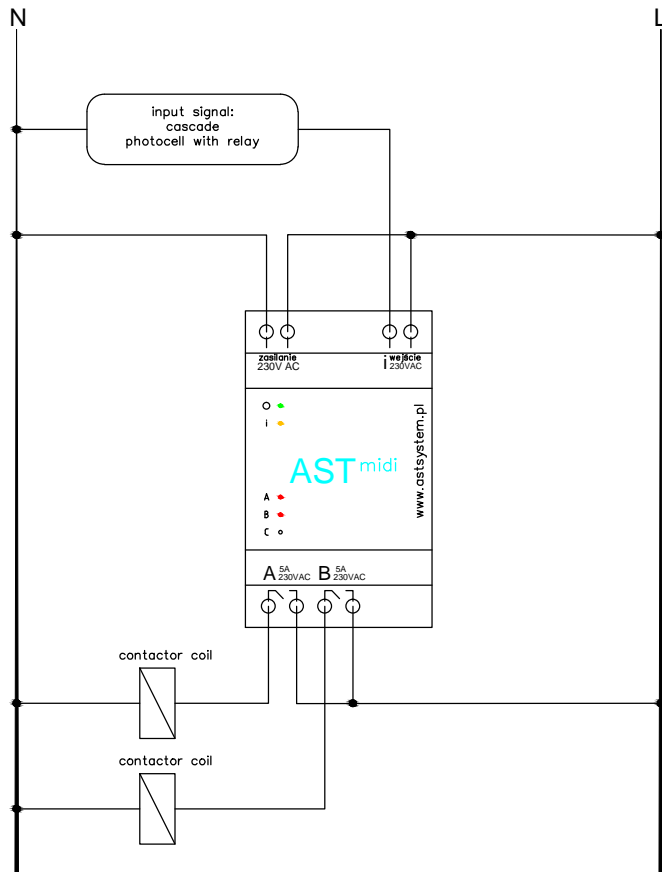 N
L
input signal:
cascade
photocell with relay
zasilanie
230V AC
i wejście
230VAC
i
www.astsystem.pl
AST midi
A
B
C
A 5A 230VAC B 5A 230VAC
contactor coil
contactor coil